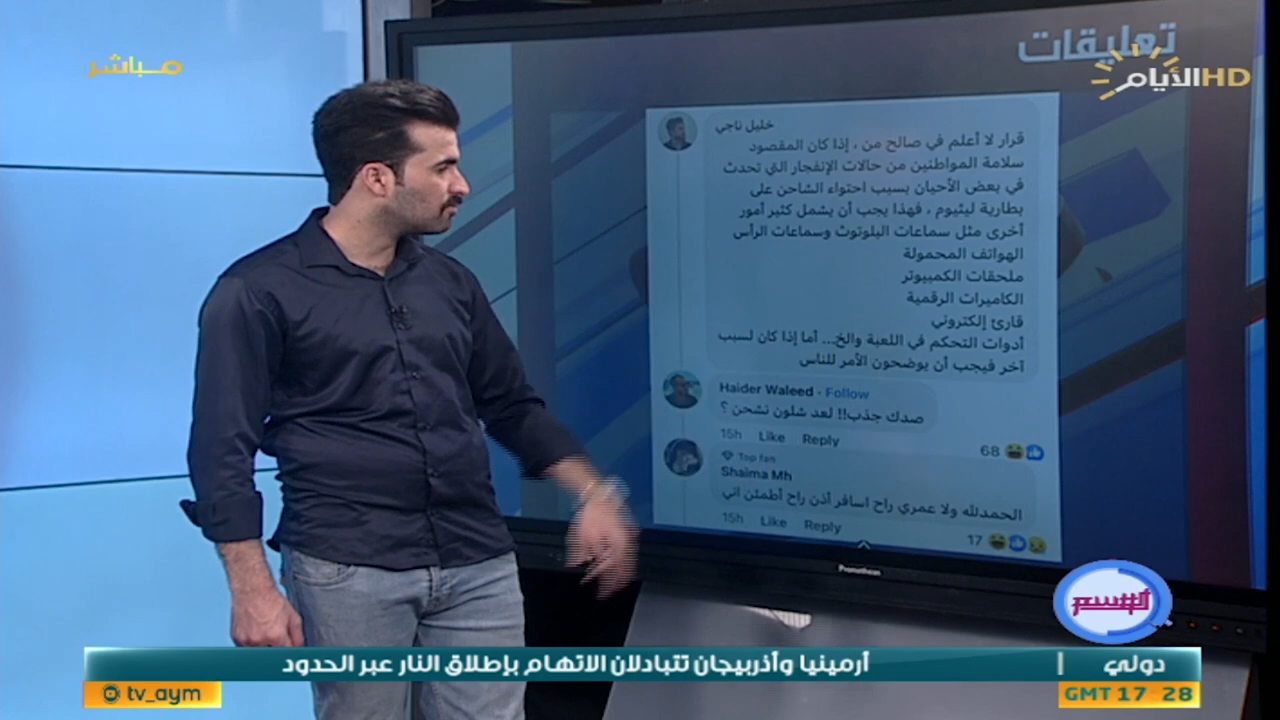 مباشر
تعليقات
الأيام HD
خليل ناجي
قرار لا أعلم في صالح من ، إذا كان المقصود
سلامة المواطنين من حالات الإنفجار التي تحدث
في بعض الأحيان بسبب احتواء الشاحن على
بطارية ليثيوم ، فهذا يجب أن يشمل كثير أمور
أخرى مثل سماعات البلوتوث وسماعات الرأس
الهواتف المحمولة
ملحقات الكمبيوتر
الكاميرات الرقمية
قارئ إلكتروني
أدوات التحكم في اللعبة والخ... أما إذا كان لسبب
آخر فيجب أن يوضحون الأمر للناس
Haider Waleed · Follow
صدك جذب!! لعد شلون نشحن ؟
15h Like Reply 68
Top fan
Shaima Mh
الحمدلله ولا عمري راح اسافر أذن راح أطمئن اني
15h Like Reply 17
Promethean
دولي | أرمينيا وأذربيجان تتبادلان الاتهام بإطلاق النار عبر الحدود
tv_aym
GMT 17 28